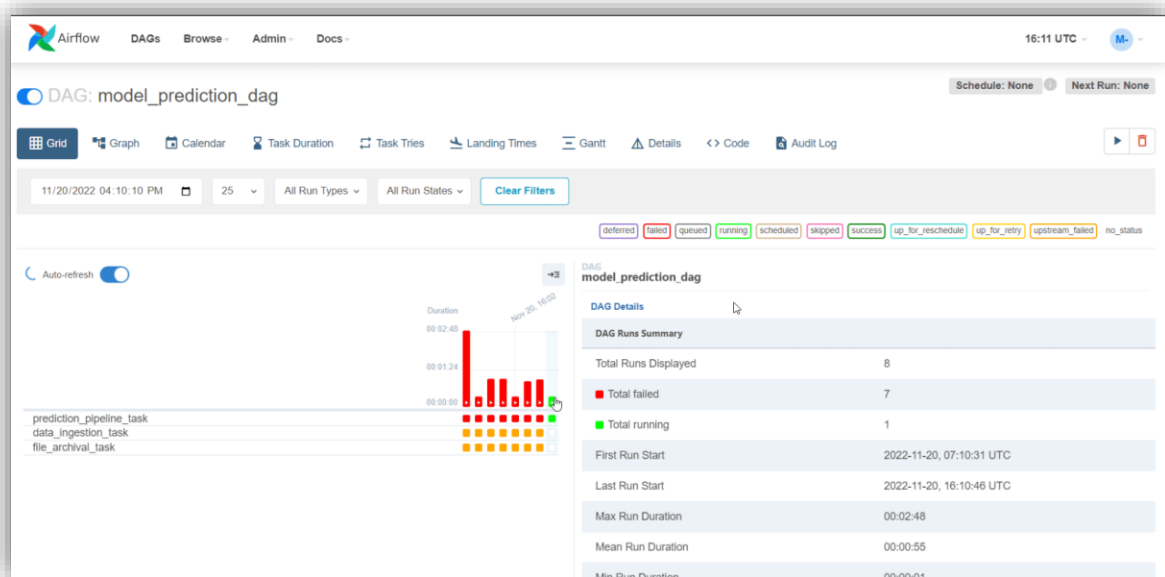 Airflow DAGs Browse Admin Docs 16:11 UTC M-
DAG: model_prediction_dag Schedule: None Next Run: None
Grid Graph Calendar Task Duration Task Tries Landing Times Gantt Details <> Code Audit Log
11/20/2022 04:10:10 PM 25 All Run Types All Run States Clear Filters
deferred failed queued running scheduled skipped success up_for_reschedule up_for_retry upstream_failed no_status
Auto-refresh
Duration
Nov 20, 16:02
00:02:48
00:01:24
00:00:00
prediction_pipeline_task
data_ingestion_task
file_archival_task
DAG
model_prediction_dag
DAG Details
DAG Runs Summary
Total Runs Displayed 8
Total failed 7
Total running 1
First Run Start 2022-11-20, 07:10:31 UTC
Last Run Start 2022-11-20, 16:10:46 UTC
Max Run Duration 00:02:48
Mean Run Duration 00:00:55
Min Run Duration 00:00:01